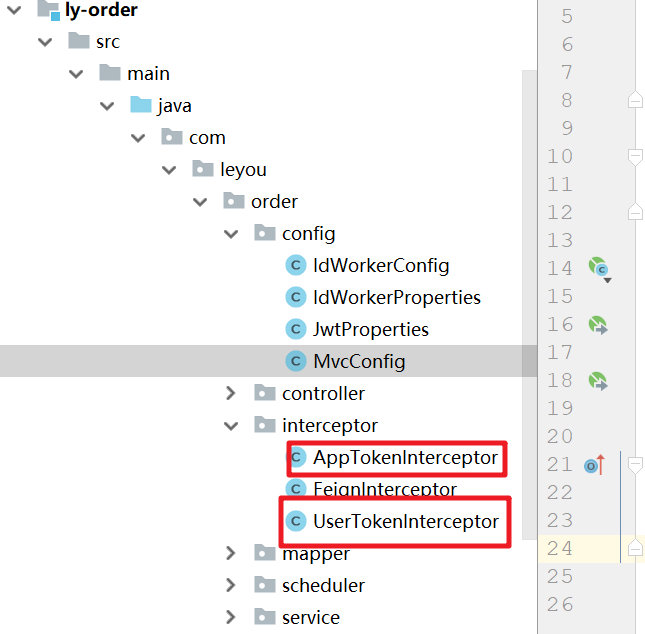 ly-order
src
main
java
com
leyou
order
config
IdWorkerConfig
IdWorkerProperties
JwtProperties
MvcConfig
controller
interceptor
AppTokenInterceptor
FeignInterceptor
UserTokenInterceptor
mapper
scheduler
service
5
6
7
8
9
10
11
12
13
14
15
16
17
18
19
20
21
22
23
24
25
26